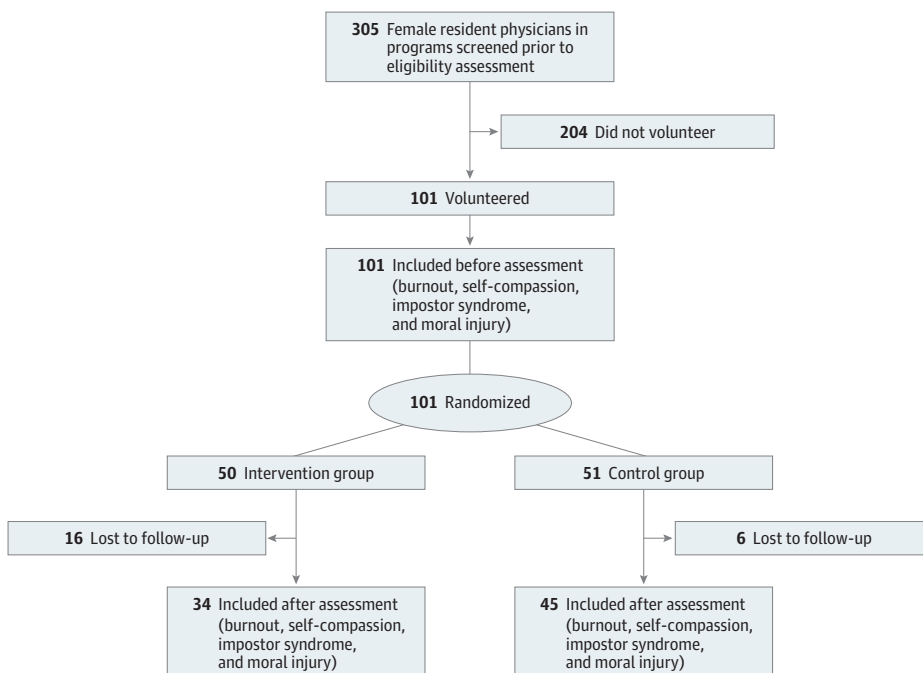 305 Female resident physicians in
programs screened prior to
eligibility assessment
204 Did not volunteer
101 Volunteered
101 Included before assessment
(burnout, self-compassion,
impostor syndrome,
and moral injury)
101 Randomized
50 Intervention group
51 Control group
16 Lost to follow-up
6 Lost to follow-up
34 Included after assessment
(burnout, self-compassion,
impostor syndrome,
and moral injury)
45 Included after assessment
(burnout, self-compassion,
impostor syndrome,
and moral injury)